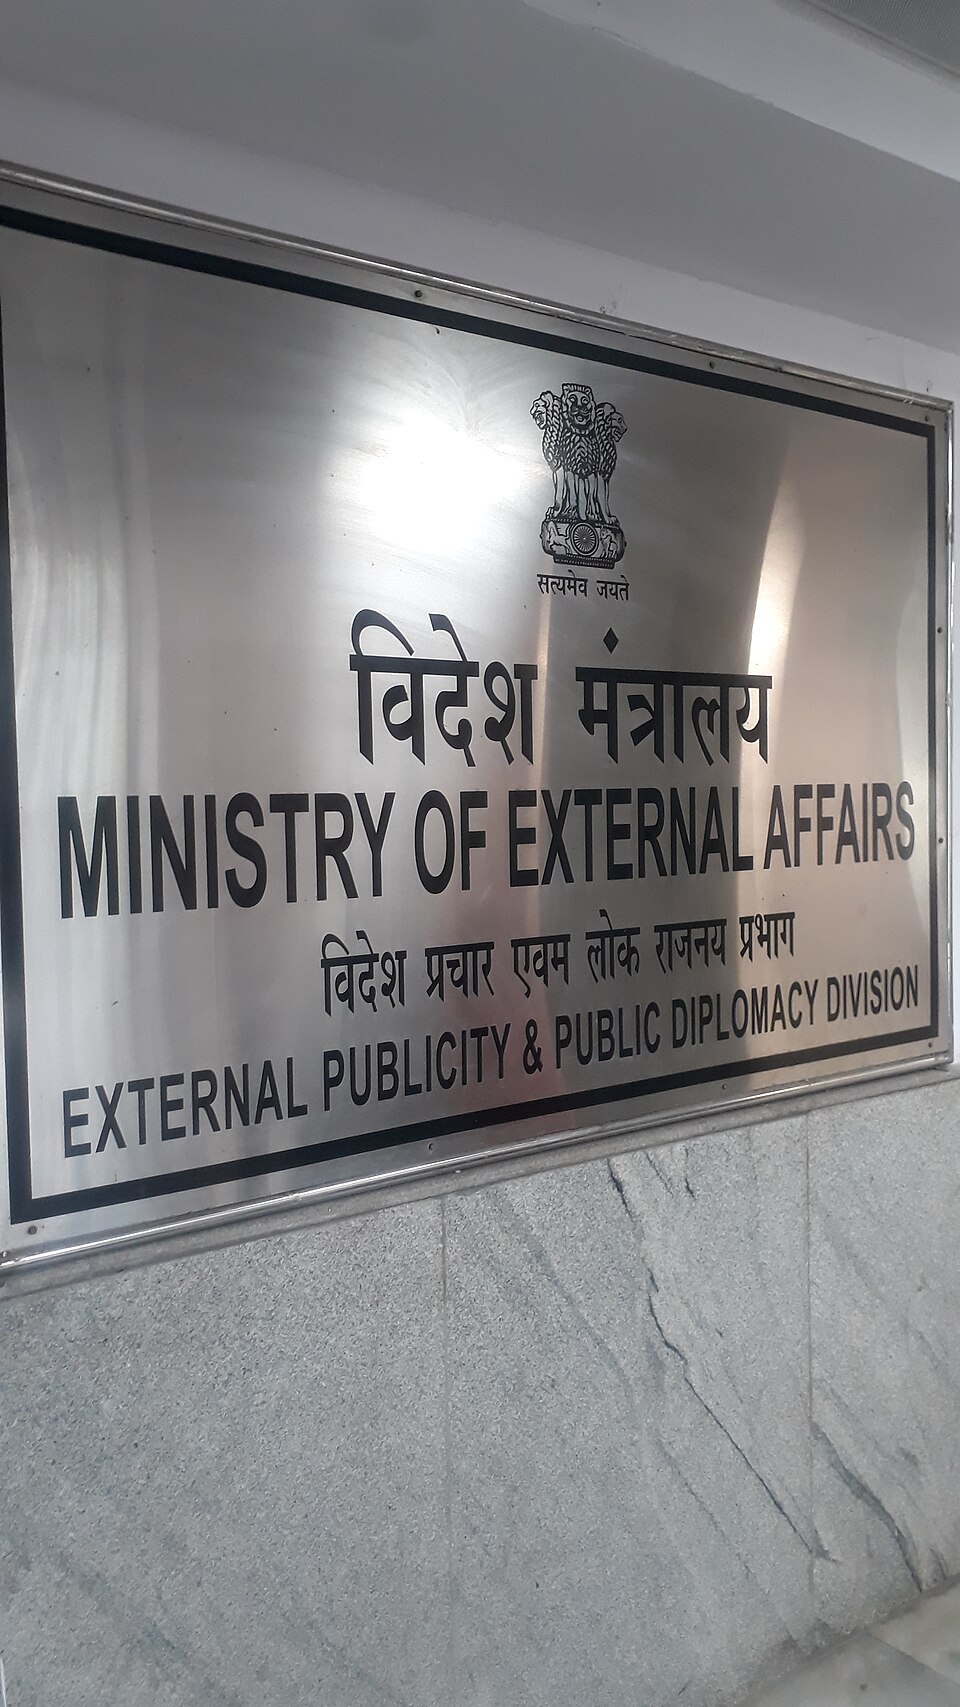 सत्यमेव जयते
विदेश मंत्रालय
MINISTRY OF EXTERNAL AFFAIRS
विदेश प्रचार एवम लोक राजनय प्रभाग
EXTERNAL PUBLICITY & PUBLIC DIPLOMACY DIVISION